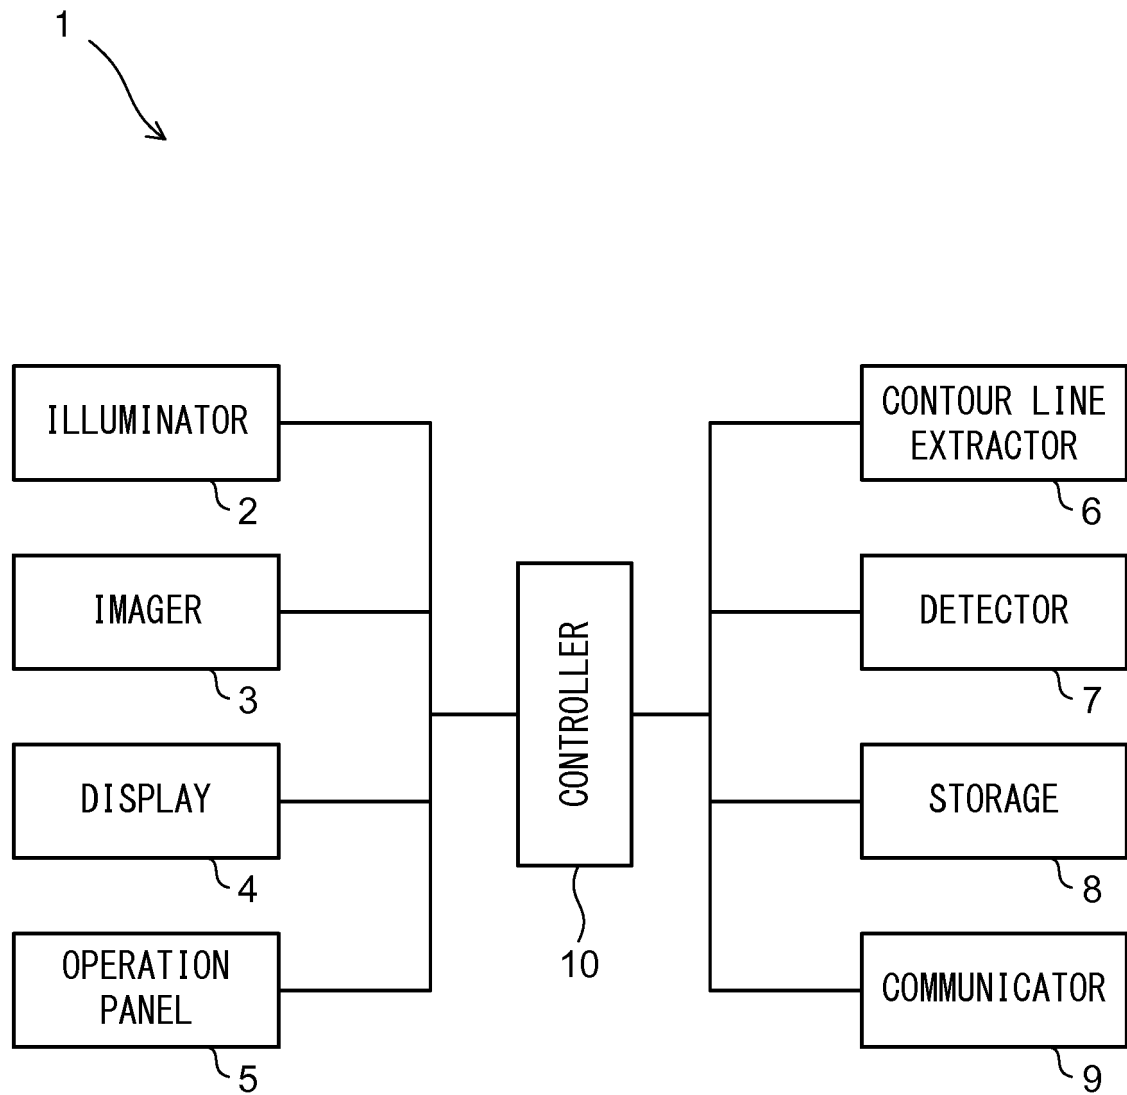 1
ILLUMINATOR
2
IMAGER
3
DISPLAY
4
OPERATION
PANEL
5
CONTROLLER
10
CONTOUR LINE
EXTRACTOR
6
DETECTOR
7
STORAGE
8
COMMUNICATOR
9